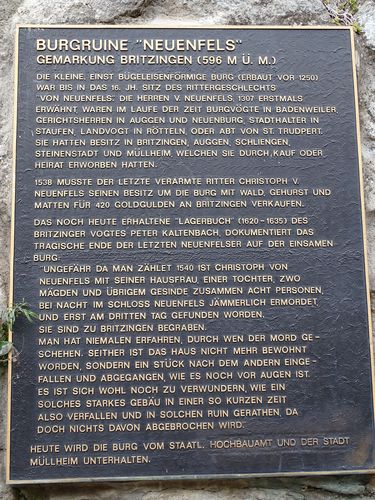 BURGRUINE "NEUENFELS"
GEMARKUNG BRITZINGEN (596 M Ü. M.)
DIE KLEINE, EINST BÜGELEISENFÖRMIGE BURG (ERBAUT VOR 1250)
WAR BIS IN DAS 16. JH. SITZ DES RITTERGESCHLECHTS
"VON NEUENFELS". DIE HERREN V. NEUENFELS, 1307 ERSTMALS
ERWÄHNT WAREN IM LAUFE DER ZEIT BURGVÖGTE IN BADENWEILER,
GERICHTSHERREN IN AUGGEN UND NEUENBURG, STADTHALTER IN
STAUFEN, LANDVOGT IN RÖTTELN, ODER ABT VON ST. TRUDPERT.
SIE HATTEN BESITZ IN BRITZINGEN, AUGGEN, SCHLIENGEN,
STEINENSTADT UND MÜLLHEIM, WELCHEN SIE DURCH KAUF ODER
HEIRAT ERWORBEN HATTEN.
1538 MUSSTE DER LETZTE VERARMTE RITTER CHRISTOPH V.
NEUENFELS SEINEN BESITZ UM DIE BURG MIT WALD, GEHURST UND
MATTEN FÜR 420 GOLDGULDEN AN BRITZINGEN VERKAUFEN.
DAS NOCH HEUTE ERHALTENE "LAGERBUCH" (1620-1635) DES
BRITZINGER VOGTES PETER KALTENBACH, DOKUMENTIERT DAS
TRAGISCHE ENDE DER LETZTEN NEUENFELSER AUF DER EINSAMEN
BURG:
"UNGEFÄHR DA MAN ZÄHLET 1540 IST CHRISTOPH VON
NEUENFELS MIT SEINER HAUSFRAU, EINER TOCHTER, ZWO
MÄGDEN UND ÜBRIGEM GESINDE ZUSAMMEN ACHT PERSONEN,
BEI NACHT IM SCHLOSS NEUENFELS JÄMMERLICH ERMORDET,
UND ERST AM DRITTEN TAG GEFUNDEN WORDEN.
SIE SIND ZU BRITZINGEN BEGRABEN.
MAN HAT NIEMALEN ERFAHREN, DURCH WEN DER MORD GE-
SCHEHEN. SEITHER IST DAS HAUS NICHT MEHR BEWOHNT
WORDEN, SONDERN EIN STÜCK NACH DEM ANDERN EINGE-
FALLEN UND ABGEGANGEN, WIE ES NOCH VOR AUGEN IST.
ES IST SICH WOHL NOCH ZU VERWUNDERN, WIE EIN
SOLCHES STARKES GEBÄU IN EINER SO KURZEN ZEIT
ALSO VERFALLEN UND IN SOLCHEN RUIN GERATHEN, DA
DOCH NICHTS DAVON ABGEBROCHEN WIRD".
HEUTE WIRD DIE BURG VOM STAATL. HOCHBAUAMT UND DER STADT
MÜLLHEIM UNTERHALTEN.